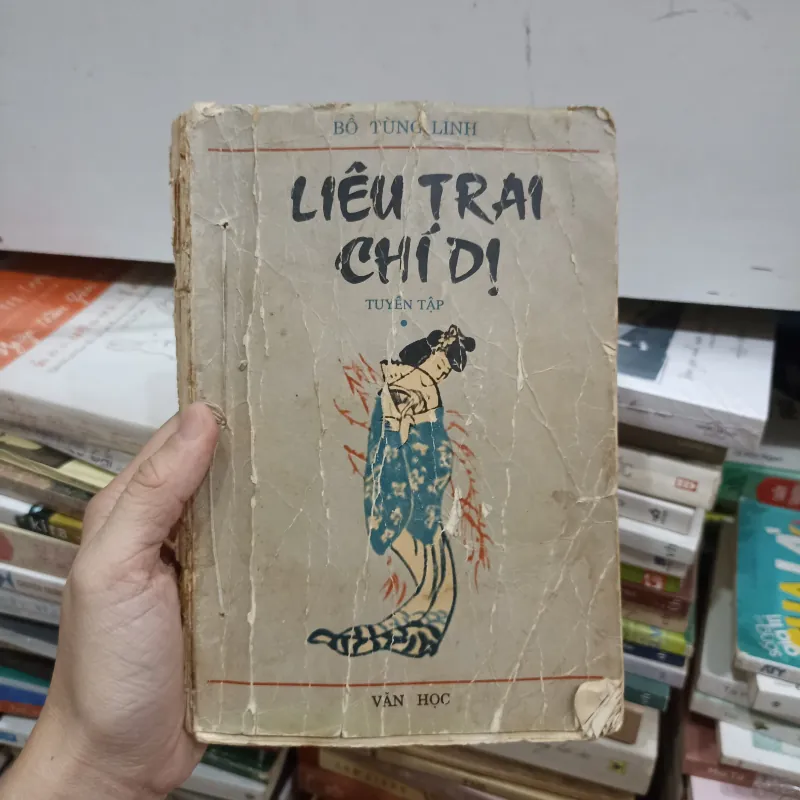 BỒ TÙNG LINH
LIÊU TRAI
CHÍ DỊ
TUYỂN TẬP
VĂN HỌC